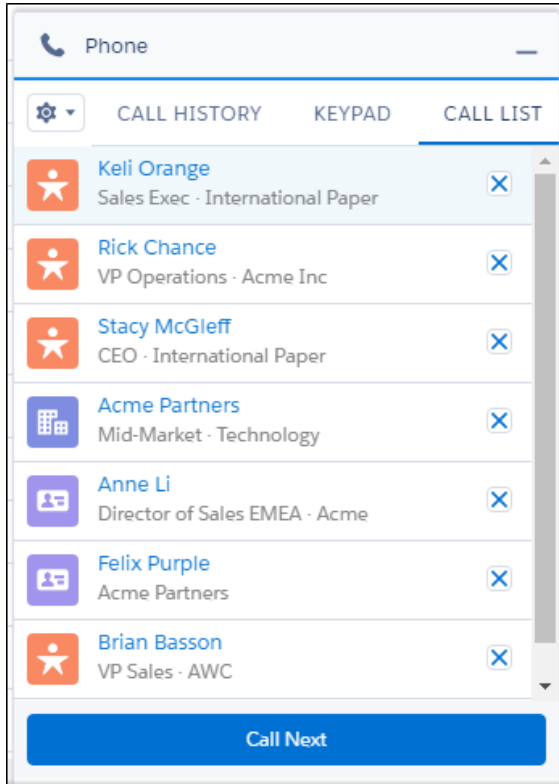 Phone
CALL HISTORY KEYPAD CALL LIST
Keli Orange
Sales Exec · International Paper
Rick Chance
VP Operations · Acme Inc
Stacy McGleff
CEO · International Paper
Acme Partners
Mid-Market · Technology
Anne Li
Director of Sales EMEA · Acme
Felix Purple
Acme Partners
Brian Basson
VP Sales · AWC
Call Next